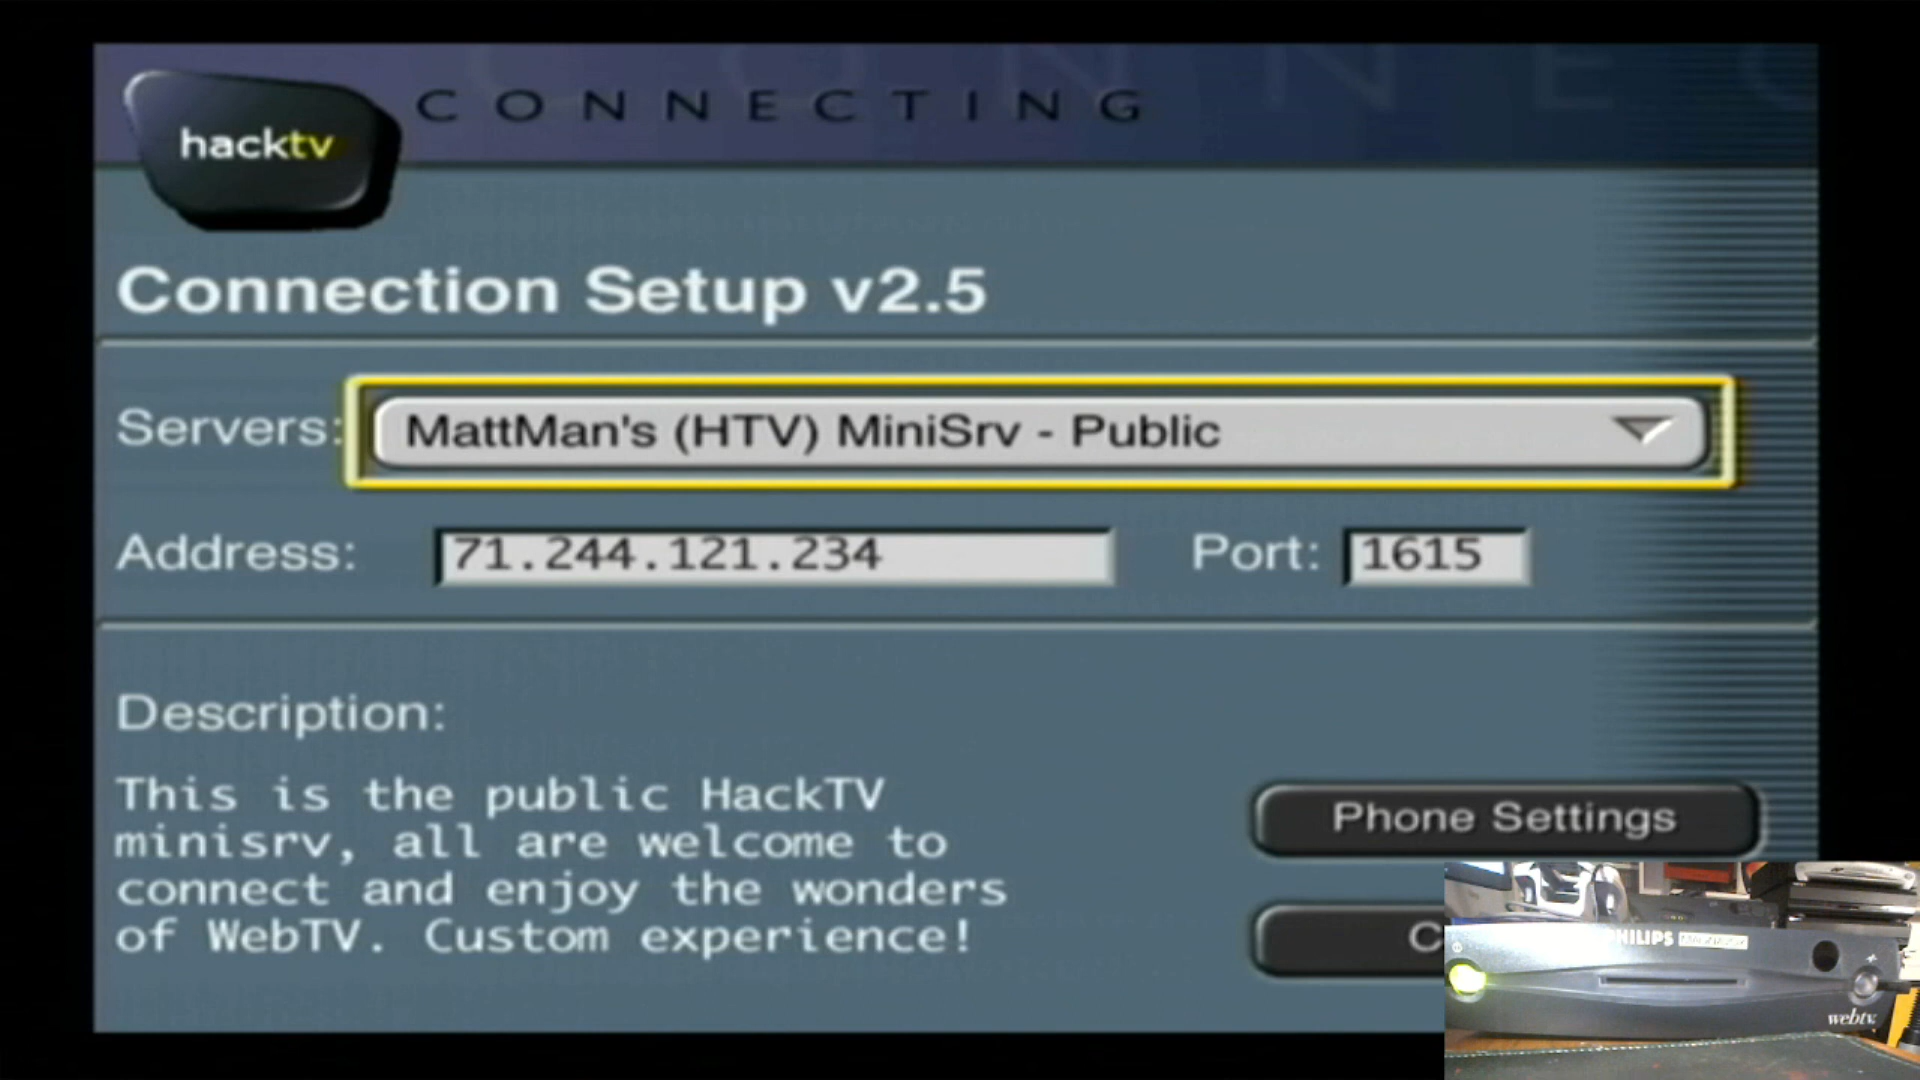 CONNECTING
hacktv
Connection Setup v2.5
Servers: MattMan's (HTV) MiniSrv - Public
Address: 71.244.121.234 Port: 1615
Description:
This is the public HackTV
minisrv, all are welcome to
connect and enjoy the wonders
of WebTV. Custom experience!
Phone Settings
C
PHILIPS MAGNAVOX
webtv